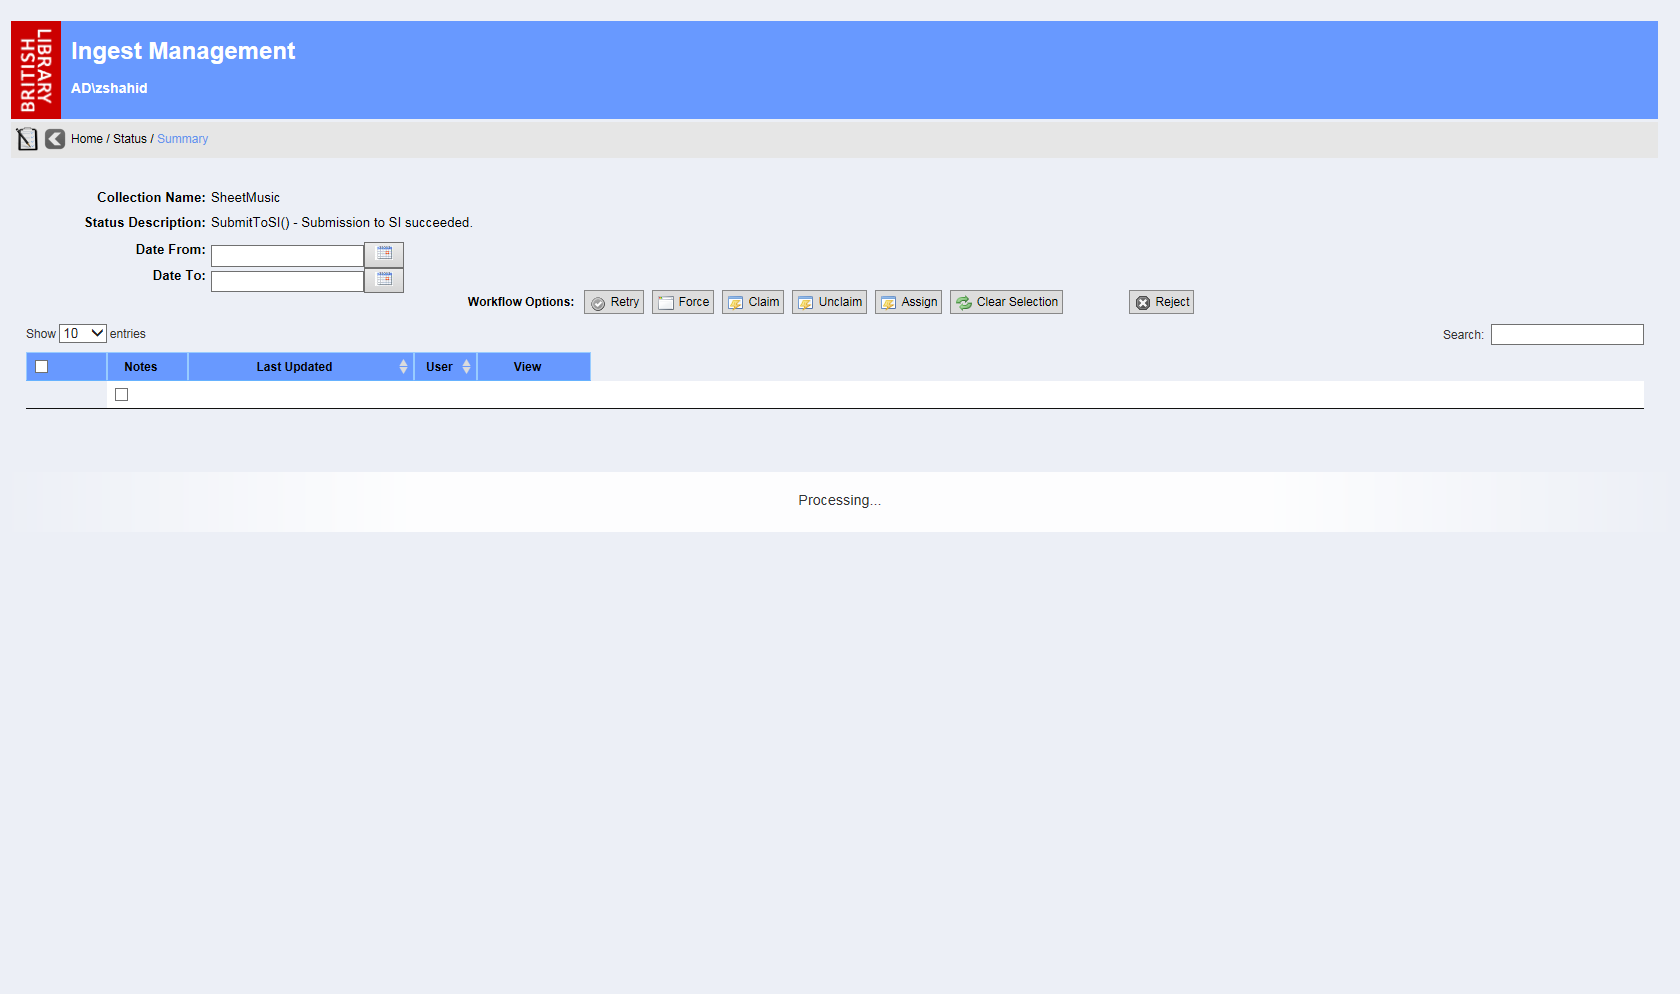 LIBRARY
BRITISH
Ingest Management
AD\zshahid
Home / Status / Summary
Collection Name: SheetMusic
Status Description: SubmitToSI() - Submission to SI succeeded.
Date From:
Date To:
Workflow Options: Retry Force Claim Unclaim Assign Clear Selection Reject
Show 10 entries Search:
Notes Last Updated User View
Processing...